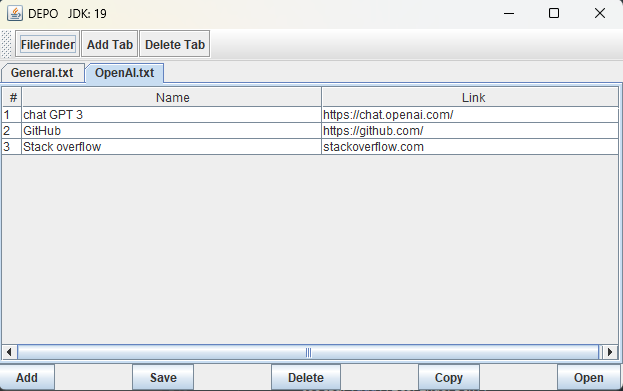 DEPO JDK: 19
FileFinder Add Tab Delete Tab
General.txt OpenAI.txt
# Name Link
1 chat GPT 3 https://chat.openai.com/
2 GitHub https://github.com/
3 Stack overflow stackoverflow.com
Add Save Delete Copy Open